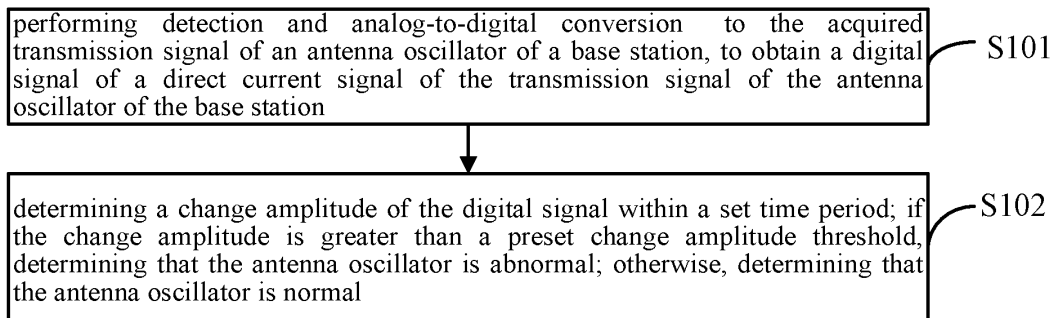 performing detection and analog-to-digital conversion to the acquired
transmission signal of an antenna oscillator of a base station, to obtain a digital
signal of a direct current signal of the transmission signal of the antenna
oscillator of the base station
S101
determining a change amplitude of the digital signal within a set time period; if
the change amplitude is greater than a preset change amplitude threshold,
determining that the antenna oscillator is abnormal; otherwise, determining that
the antenna oscillator is normal
S102